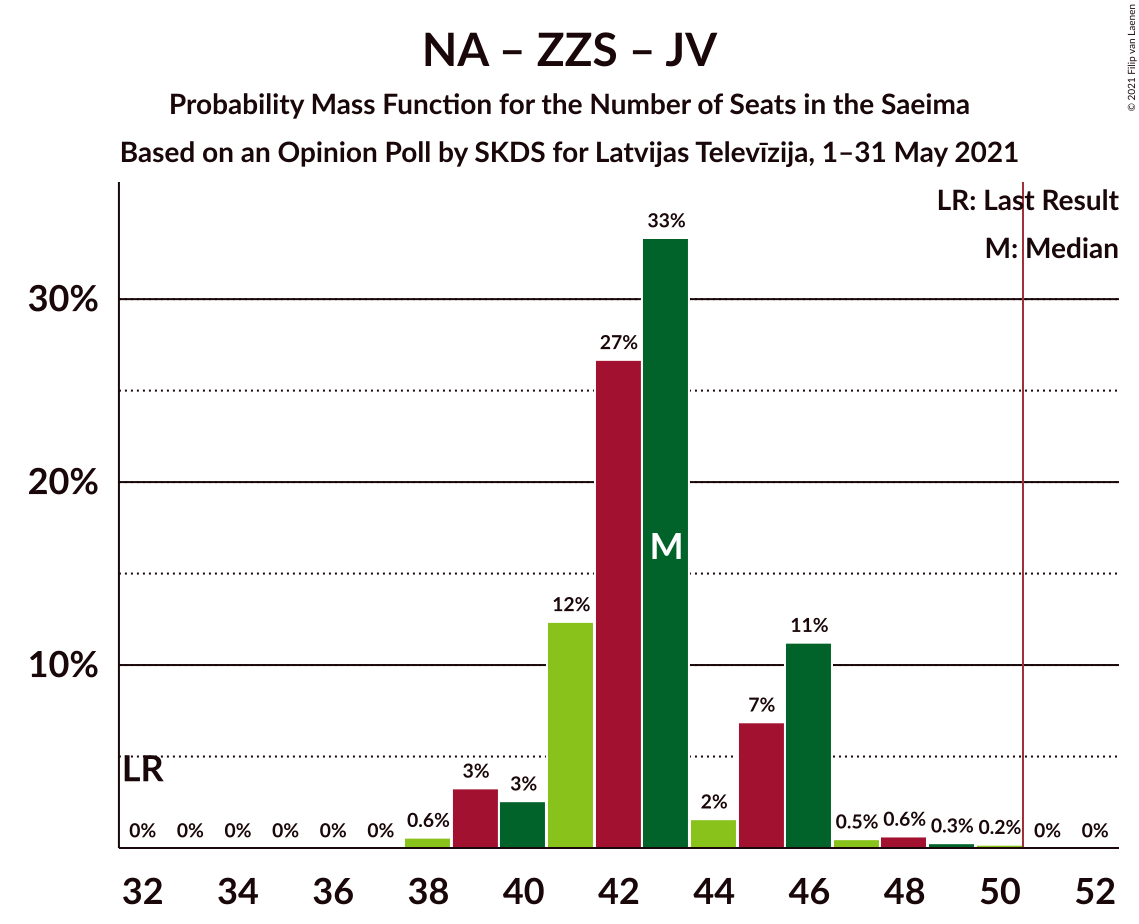 © 2021 Filip van Laenen
NA – ZZS – JV
Probability Mass Function for the Number of Seats in the Saeima
Based on an Opinion Poll by SKDS for Latvijas Televīzija, 1–31 May 2021
LR: Last Result
M: Median
33%
30%
27%
20%
M
12%
11%
10%
7%
LR
3%
3%
2%
0.6%
0.5%
0.6%
0.3%
0.2%
0% 0% 0% 0% 0% 0% 0% 0%
32 34 36 38 40 42 44 46 48 50 52